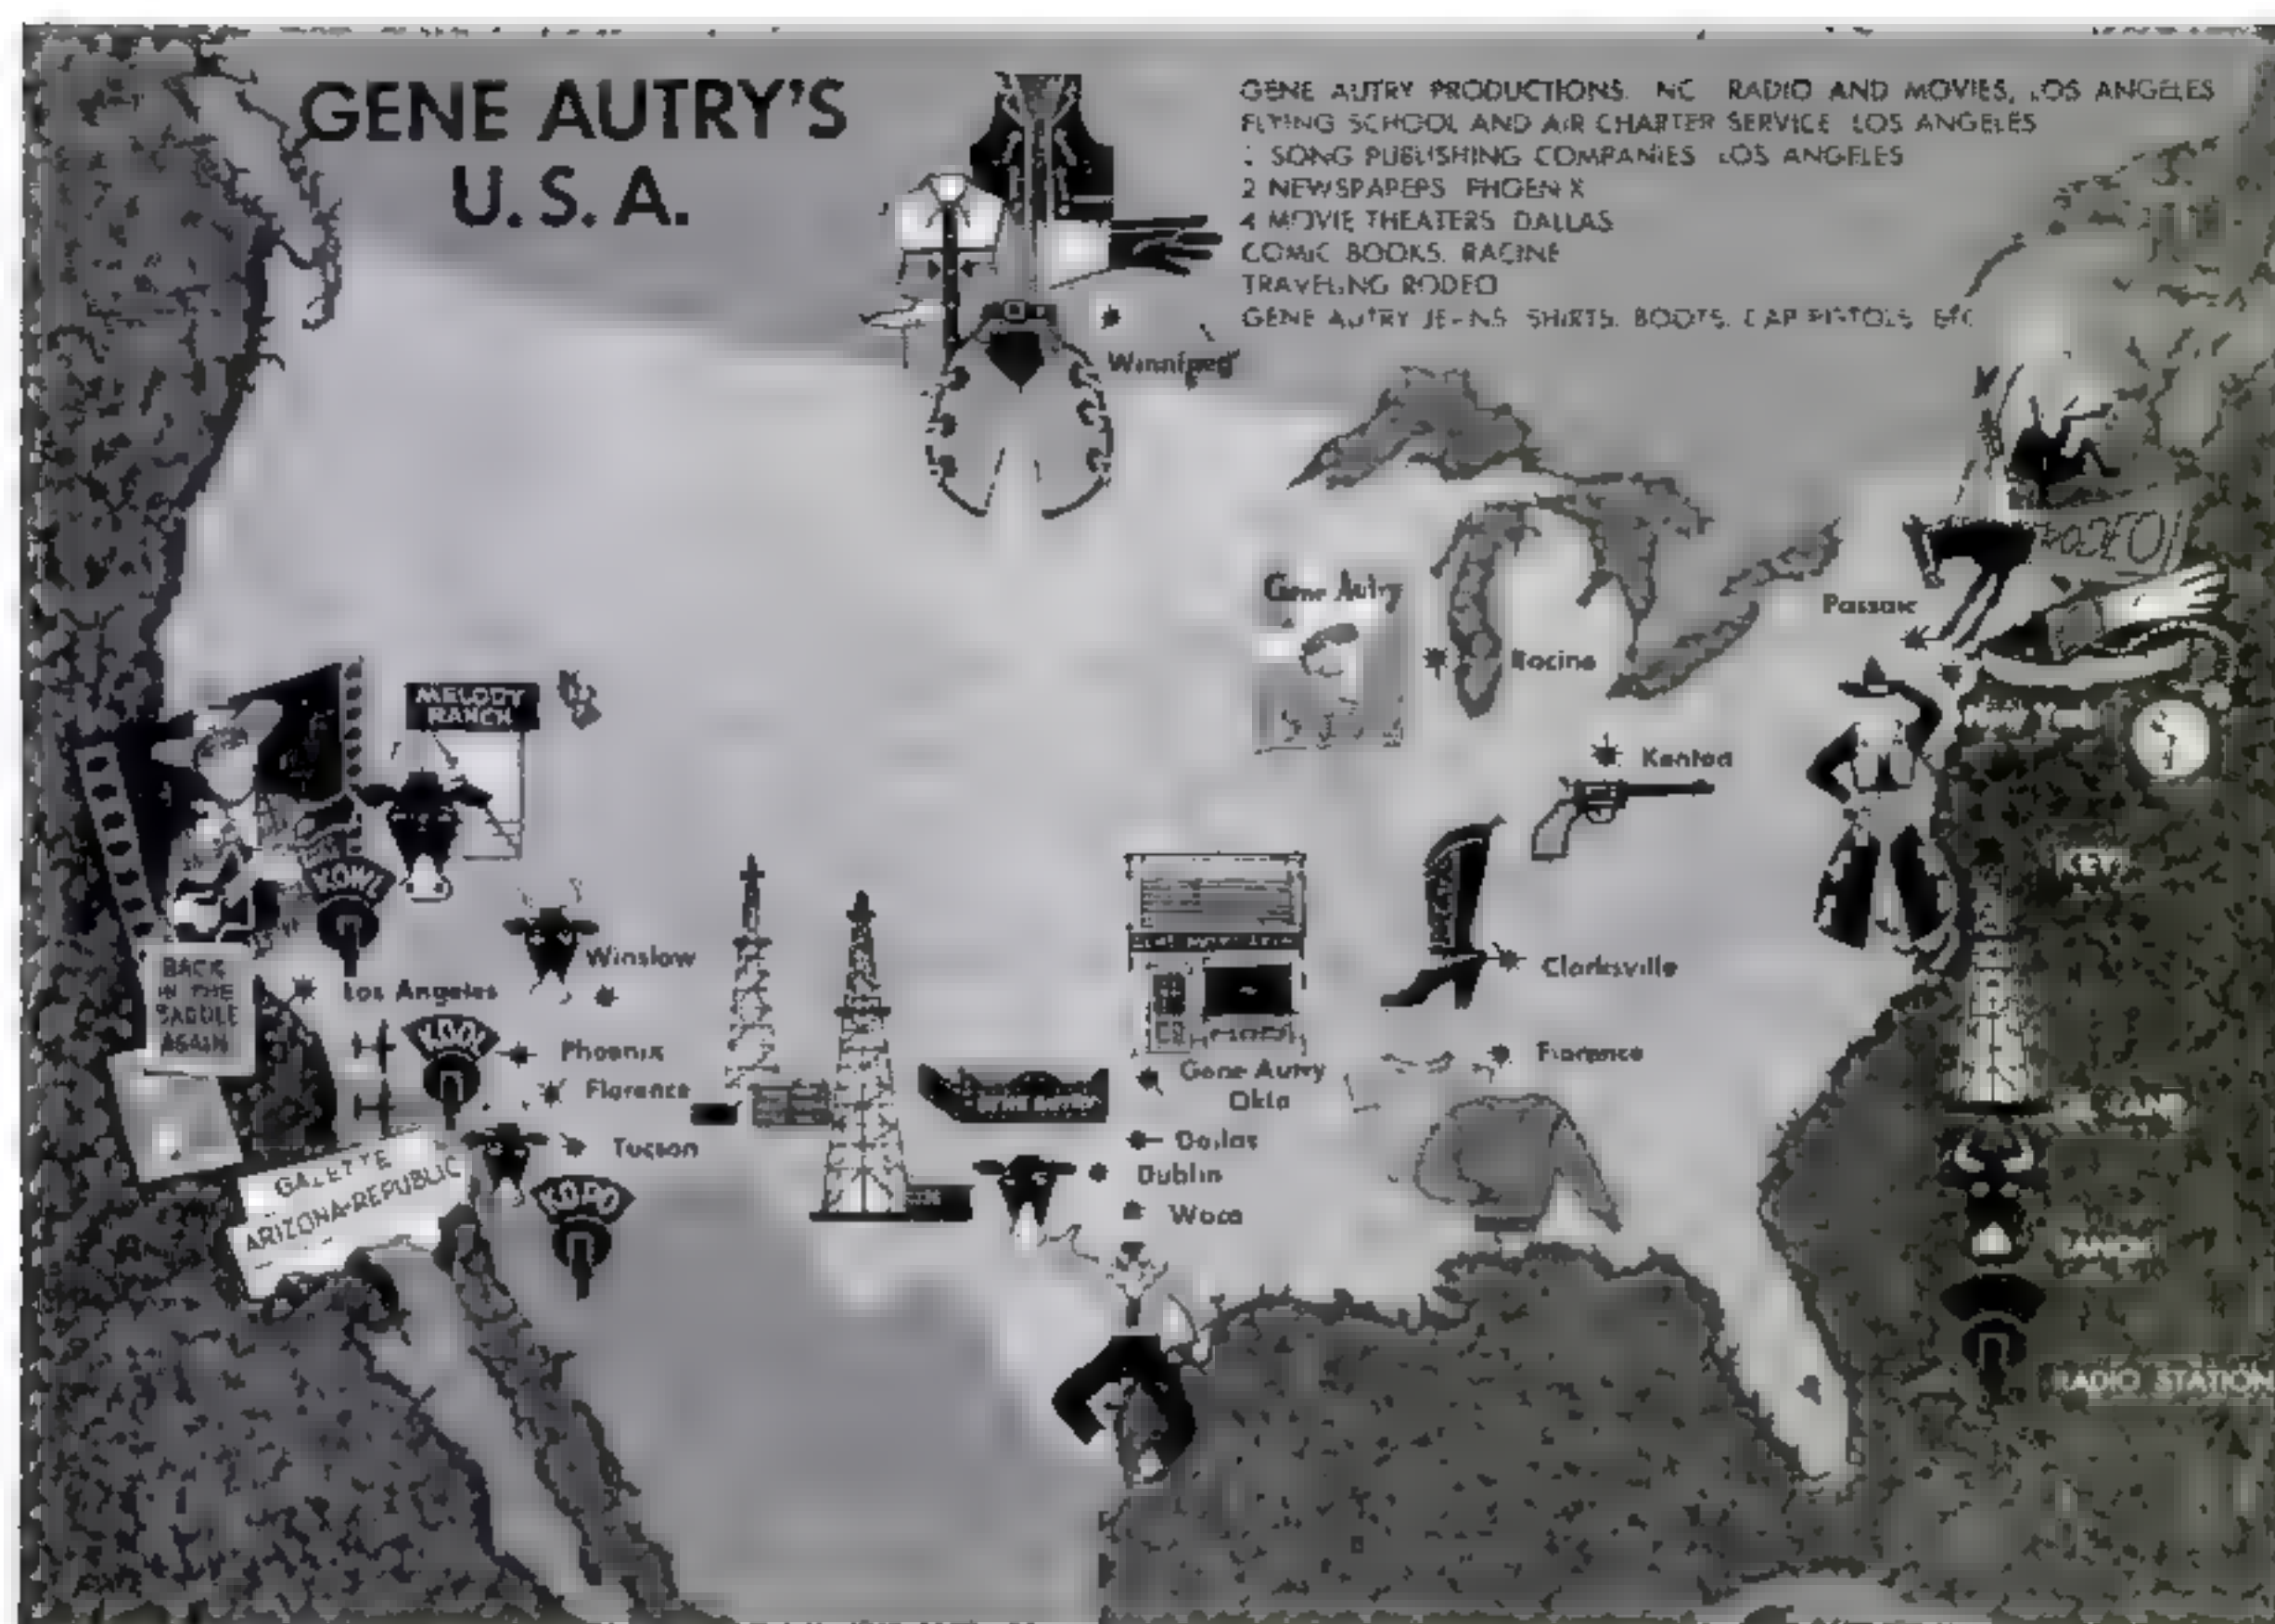 GENE AUTRY'S
U.S.A.
GENE AUTRY PRODUCTIONS, RADIO AND MOVIES, LOS ANGELES
FLYING SCHOOL AND AIR CHARTER SERVICE LOS ANGELES
SONG PUBLISHING COMPANIES LOS ANGELES
2 NEWSPAPERS PHOENIX
4 MOVIE THEATERS DALLAS
COMIC BOOKS, RACINE
TRAVELING RODEO
GENE AUTRY JEANS, SHIRTS, BOOTS, CAP PISTOLS, ETC
Winnipeg
RODEO
Gene Autry
Passaic
Racine
MELODY
RANCH
Kenton
KEY
KOWL
Winslow
Clarksville
BACK
IN THE
SADDLE
AGAIN
Los Angeles
KOOL
Phoenix
Florence
Florence
Gene Autry
Okla
Tucson
Dallas
Dublin
GAZETTE
ARIZONA-REPUBLIC
KOPO
Waco
RADIO STATION